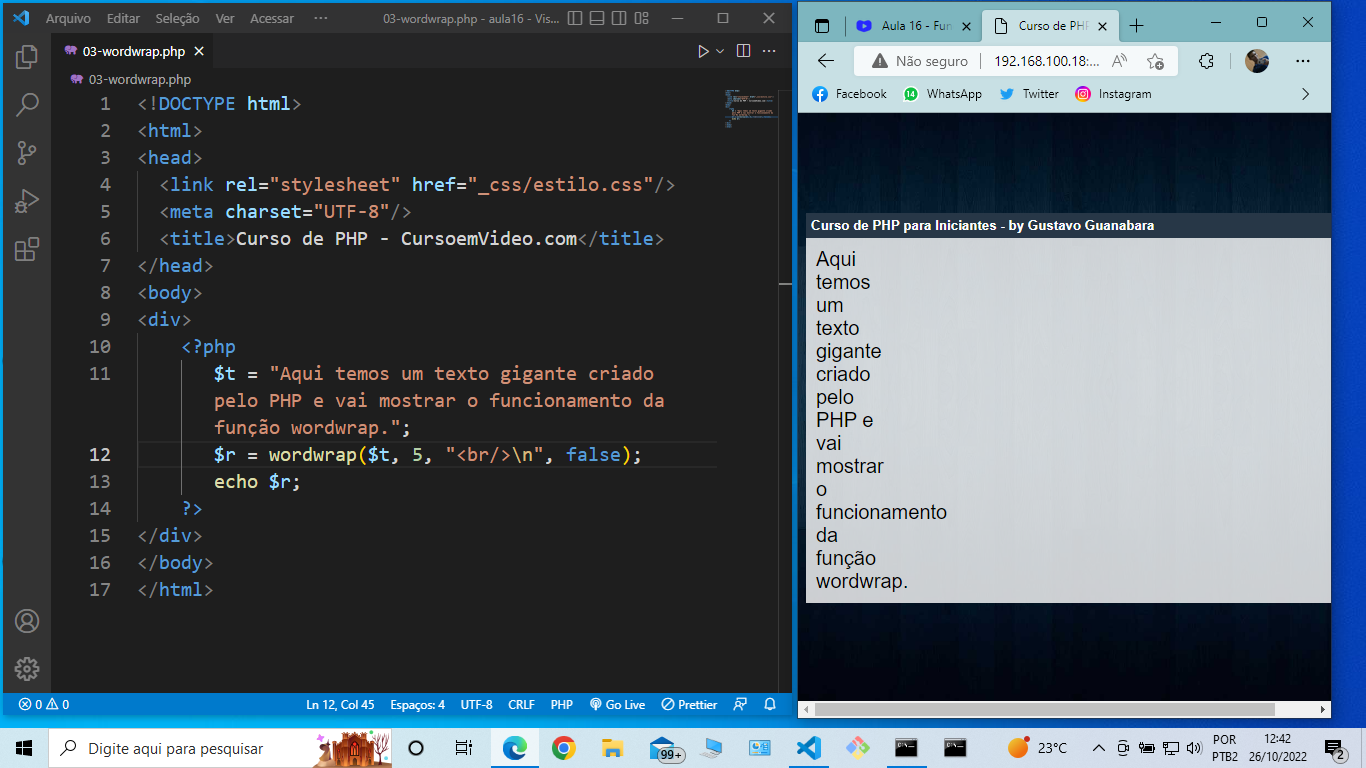 Arquivo Editar Seleção Ver Acessar ··· 03-wordwrap.php - aula16 - Vis...
03-wordwrap.php
03-wordwrap.php
1 <!DOCTYPE html>
2 <html>
3 <head>
4 <link rel="stylesheet" href="_css/estilo.css"/>
5 <meta charset="UTF-8"/>
6 <title>Curso de PHP - CursoemVideo.com</title>
7 </head>
8 <body>
9 <div>
10 <?php
11 $t = "Aqui temos um texto gigante criado
pelo PHP e vai mostrar o funcionamento da
função wordwrap.";
12 $r = wordwrap($t, 5, "<br/>\n", false);
13 echo $r;
14 ?>
15 </div>
16 </body>
17 </html>
0 0 Ln 12, Col 45 Espaços: 4 UTF-8 CRLF PHP Go Live Prettier
Aula 16 - Fun Curso de PHP
Não seguro 192.168.100.18:...
Facebook 14 WhatsApp Twitter Instagram
Curso de PHP para Iniciantes - by Gustavo Guanabara
Aqui
temos
um
texto
gigante
criado
pelo
PHP e
vai
mostrar
o
funcionamento
da
função
wordwrap.
Digite aqui para pesquisar 99+ 23°C POR PTB2 12:42 26/10/2022 2